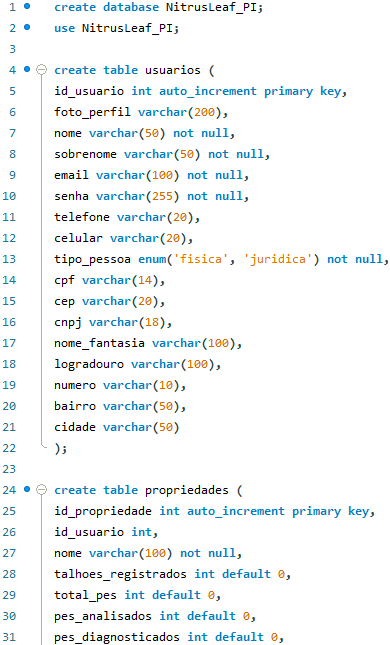 1 create database NitrusLeaf_PI;
2 use NitrusLeaf_PI;
3
4 create table usuarios (
5 id_usuario int auto_increment primary key,
6 foto_perfil varchar(200),
7 nome varchar(50) not null,
8 sobrenome varchar(50) not null,
9 email varchar(100) not null,
10 senha varchar(255) not null,
11 telefone varchar(20),
12 celular varchar(20),
13 tipo_pessoa enum('fisica', 'juridica') not null,
14 cpf varchar(14),
15 cep varchar(20),
16 cnpj varchar(18),
17 nome_fantasia varchar(100),
18 logradouro varchar(100),
19 numero varchar(10),
20 bairro varchar(50),
21 cidade varchar(50)
22 );
23
24 create table propriedades (
25 id_propriedade int auto_increment primary key,
26 id_usuario int,
27 nome varchar(100) not null,
28 talhoes_registrados int default 0,
29 total_pes int default 0,
30 pes_analisados int default 0,
31 pes_diagnosticados int default 0,